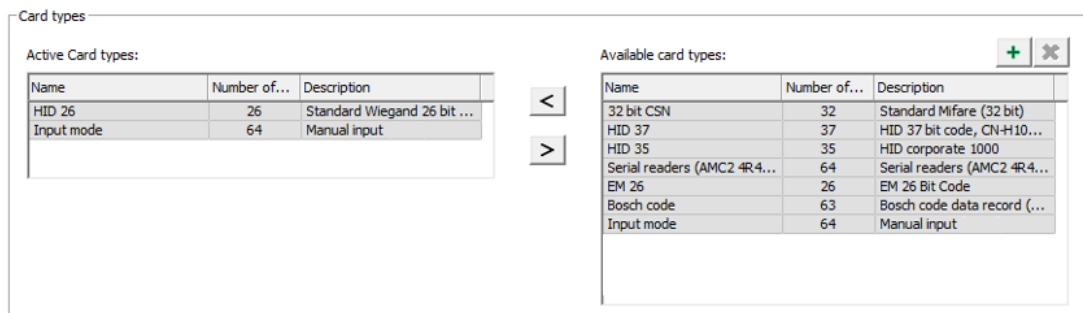 Card types
Active Card types:
Name Number of... Description
HID 26 26 Standard Wiegand 26 bit ...
Input mode 64 Manual input
<
>
Available card types:
Name Number of... Description
32 bit CSN 32 Standard Mifare (32 bit)
HID 37 37 HID 37 bit code, CN-H10...
HID 35 35 HID corporate 1000
Serial readers (AMC2 4R4... 64 Serial readers (AMC2 4R4...
EM 26 26 EM 26 Bit Code
Bosch code 63 Bosch code data record (...
Input mode 64 Manual input